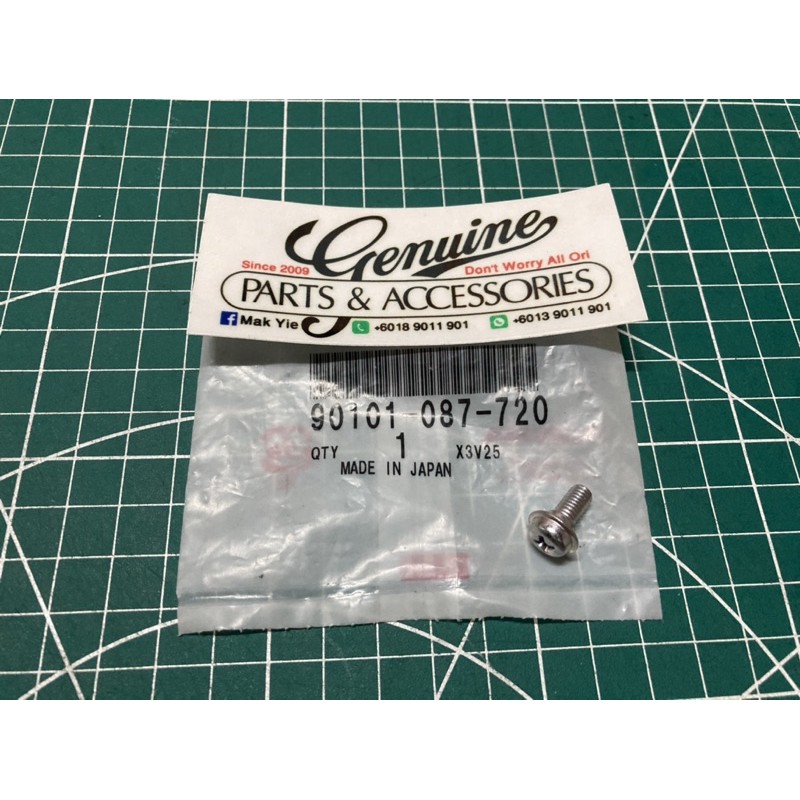 Genuine
Since 2009
Don't Worry All Ori
PARTS & ACCESSORIES
Mak Yie
+6018 9011 901
+6013 9011 901
90101-087-720
QTY 1 X3V25
MADE IN JAPAN